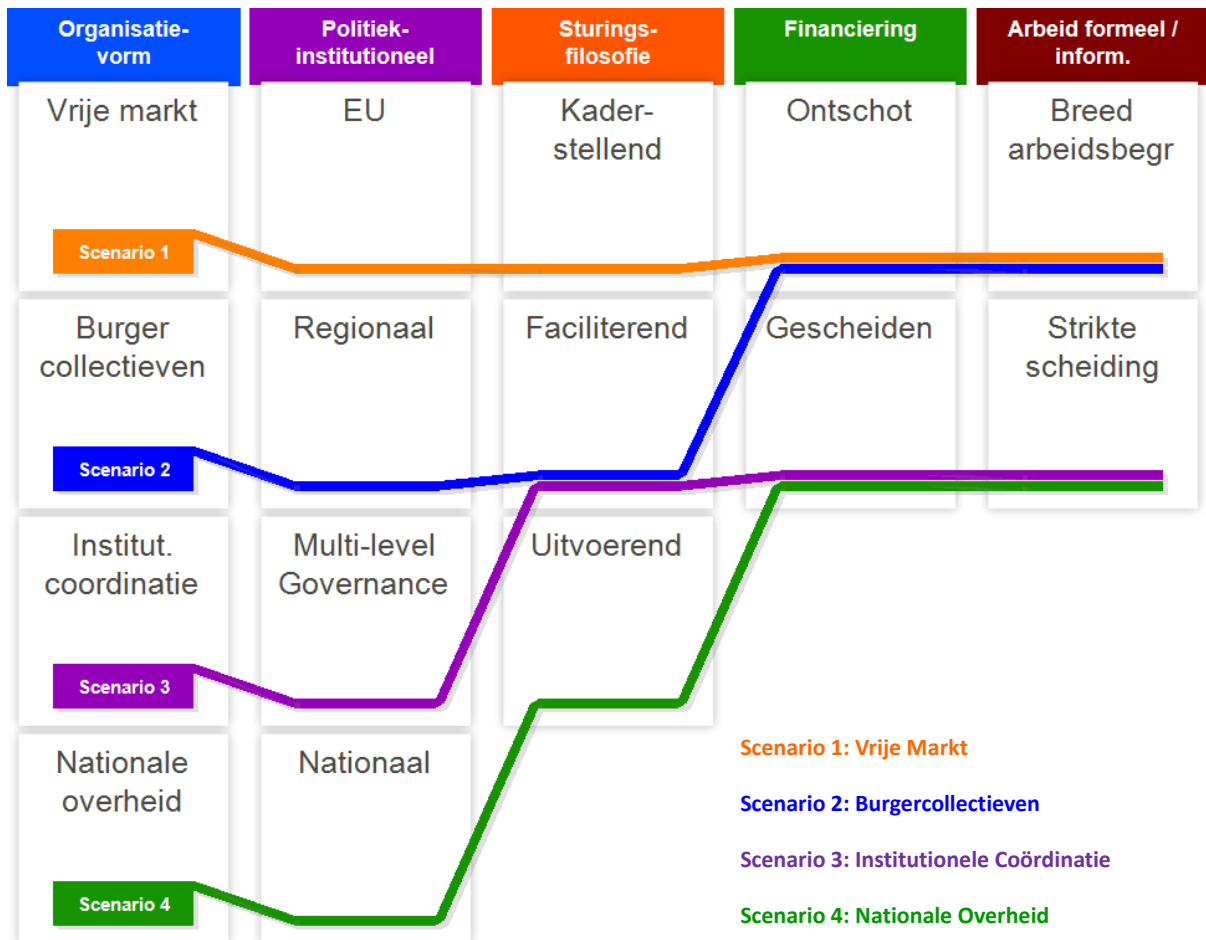 Organisatie-
vorm
Politiek-
institutioneel
Sturings-
filosofie
Financiering
Arbeid formeel /
inform.
Vrije markt
EU
Kader-
stellend
Ontschot
Breed
arbeidsbegr
Scenario 1
Burger
collectieven
Regionaal
Faciliterend
Gescheiden
Strikte
scheiding
Scenario 2
Institut.
coordinatie
Multi-level
Governance
Uitvoerend
Scenario 3
Nationale
overheid
Nationaal
Scenario 4
Scenario 1: Vrije Markt
Scenario 2: Burgercollectieven
Scenario 3: Institutionele Coördinatie
Scenario 4: Nationale Overheid